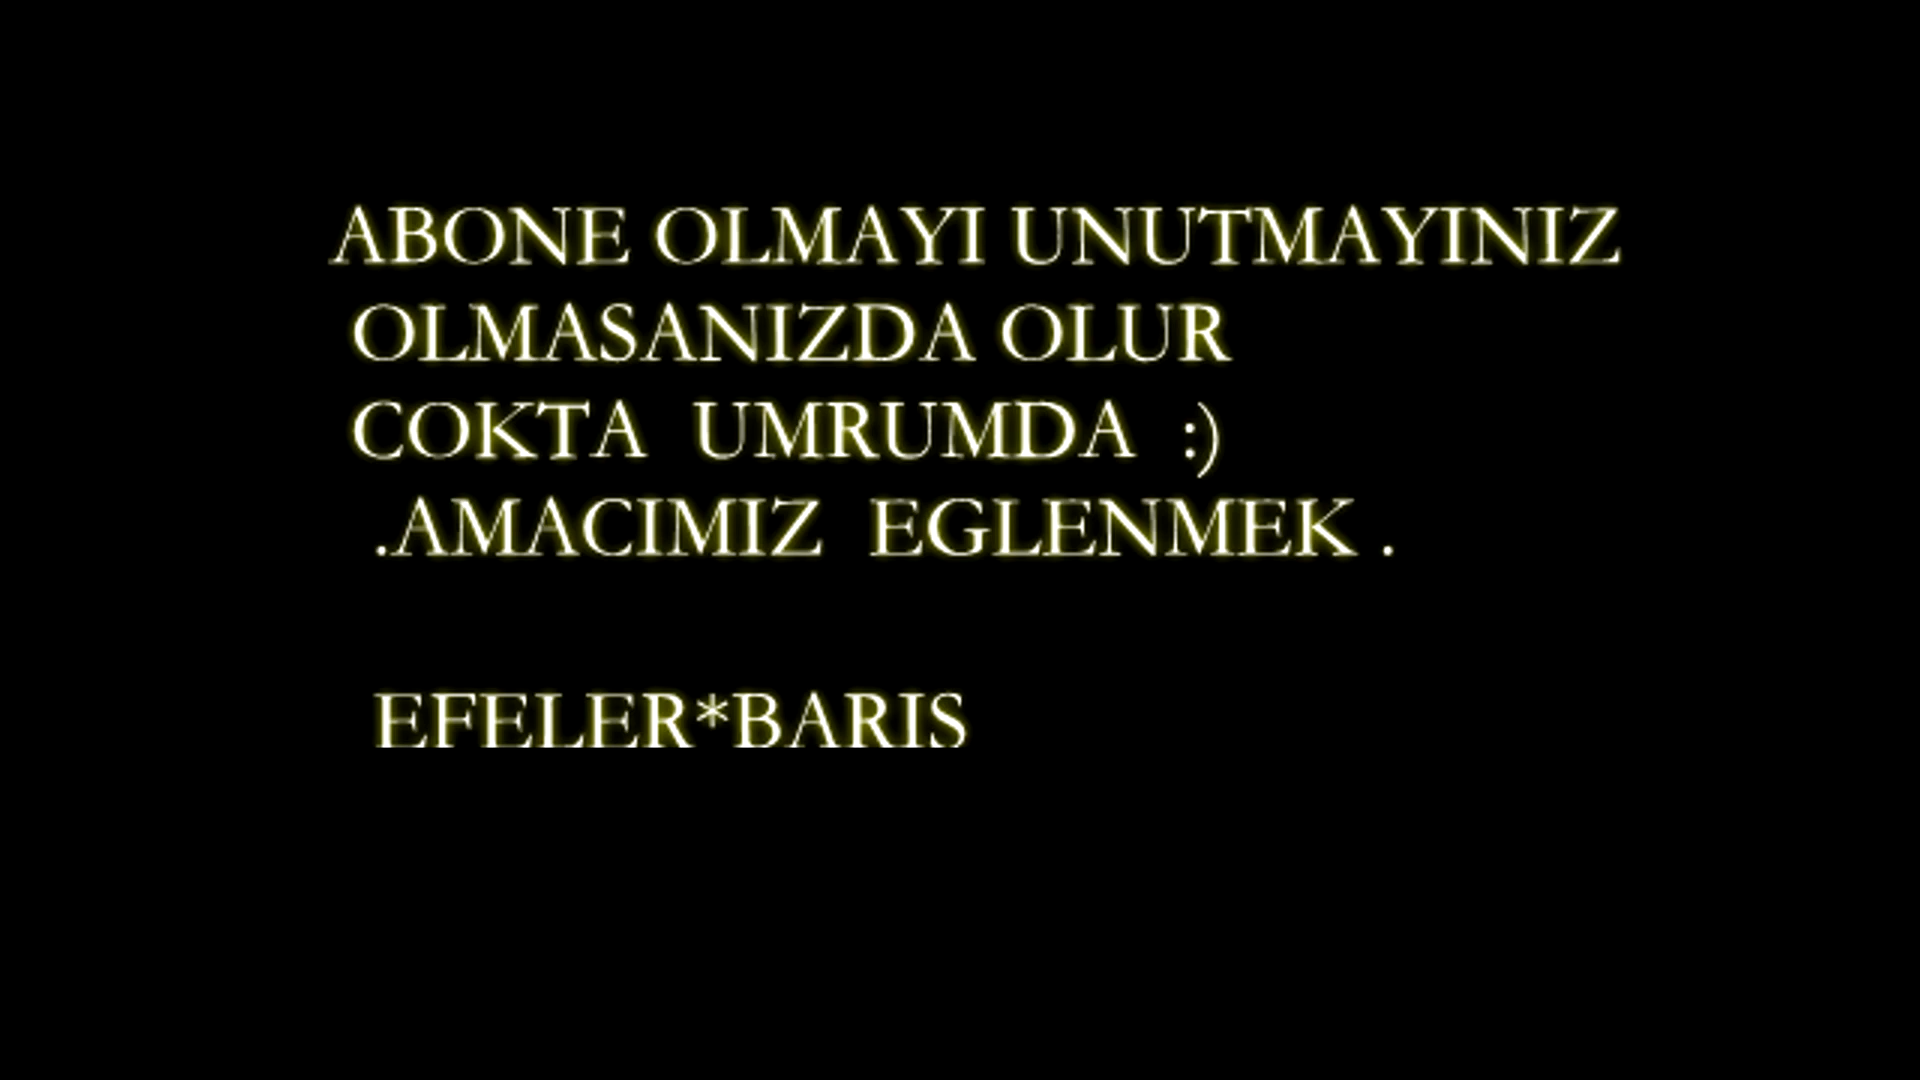 ABONE OLMAYI UNUTMAYINIZ
OLMASANIZDA OLUR
COKTA UMRUMDA :)
.AMACIMIZ EGLENMEK .
EFELER*BARIS